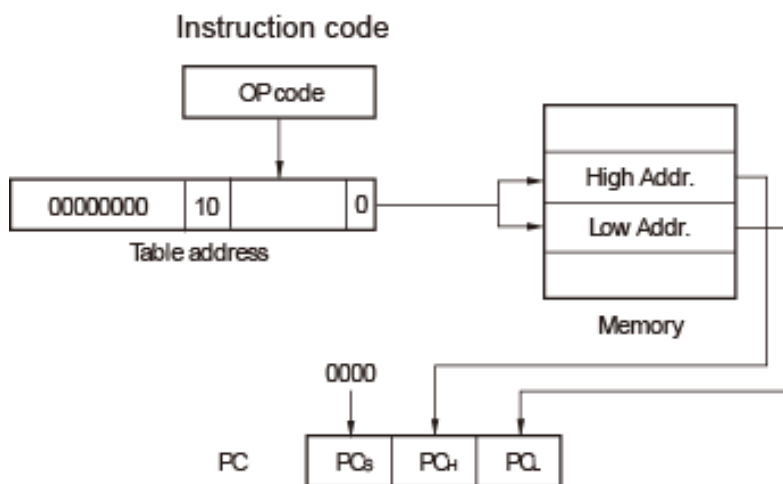 Instruction code
OP code
00000000 10 0
Table address
High Addr.
Low Addr.
Memory
0000
PC PCS PCH PCL